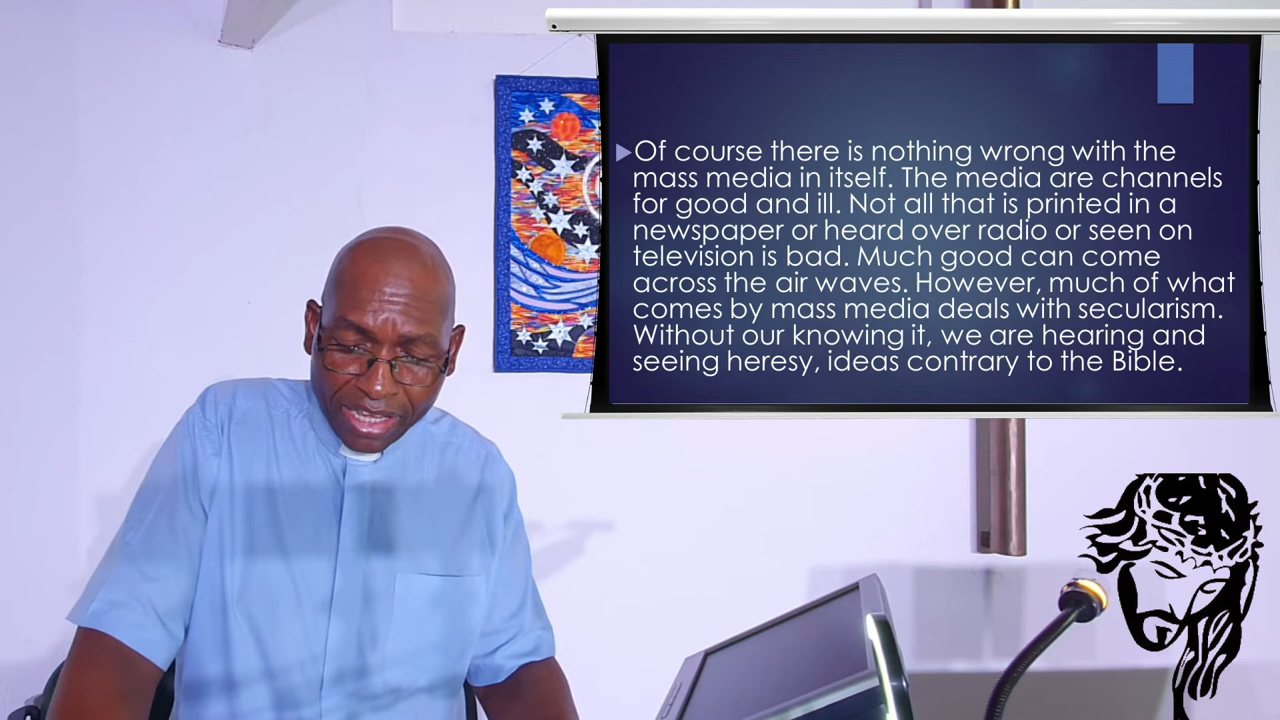 Of course there is nothing wrong with the
mass media in itself. The media are channels
for good and ill. Not all that is printed in a
newspaper or heard over radio or seen on
television is bad. Much good can come
across the air waves. However, much of what
comes by mass media deals with secularism.
Without our knowing it, we are hearing and
seeing heresy, ideas contrary to the Bible.